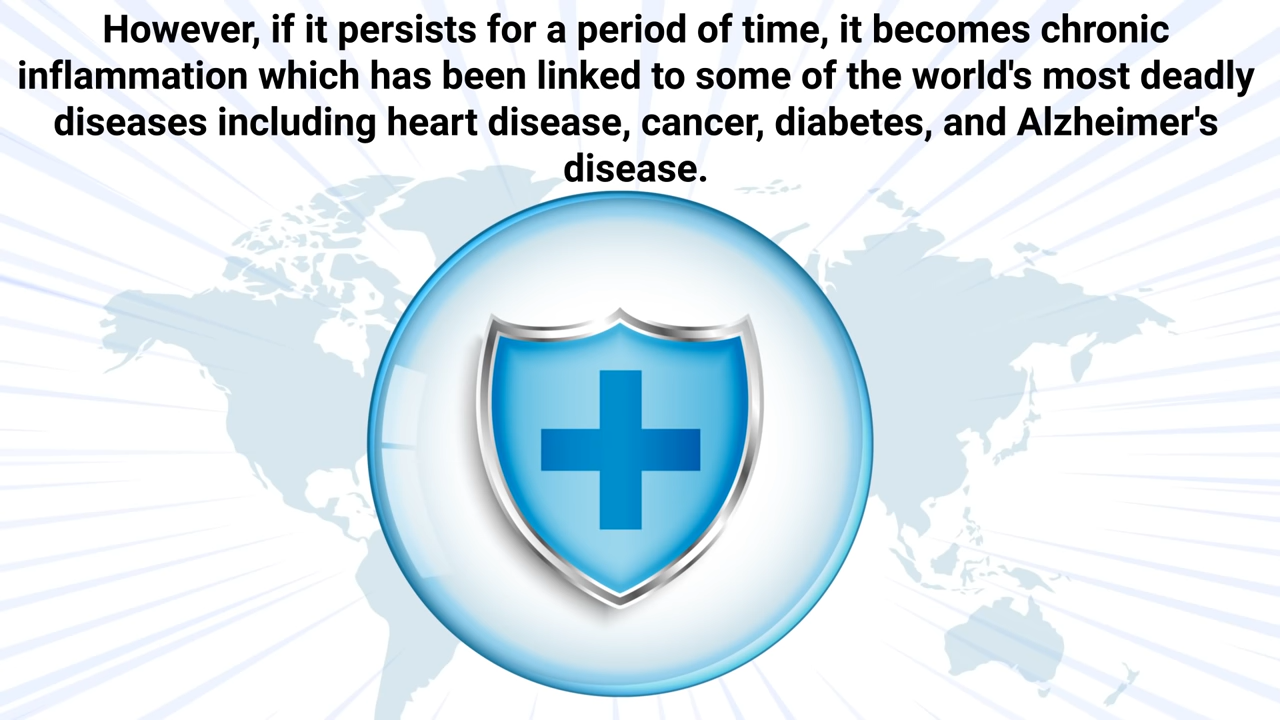 However, if it persists for a period of time, it becomes chronic
inflammation which has been linked to some of the world's most deadly
diseases including heart disease, cancer, diabetes, and Alzheimer's
disease.